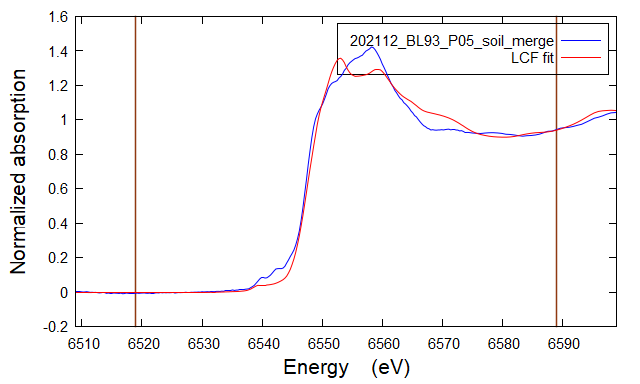 1.6
1.4
1.2
1
0.8
0.6
0.4
0.2
0
-0.2
Normalized absorption
202112_BL93_P05_soil_merge
LCF fit
6510 6520 6530 6540 6550 6560 6570 6580 6590
Energy (eV)